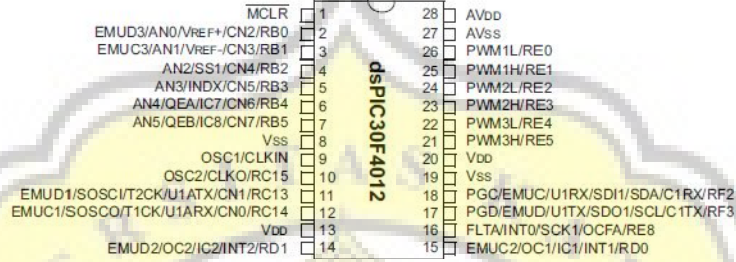 MCLR 1
EMUD3/AN0/VREF+/CN2/RB0 2
EMUC3/AN1/VREF-/CN3/RB1 3
AN2/SS1/CN4/RB2 4
AN3/INDX/CN5/RB3 5
AN4/QEA/IC7/CN6/RB4 6
AN5/QEB/IC8/CN7/RB5 7
Vss 8
OSC1/CLKIN 9
OSC2/CLKO/RC15 10
EMUD1/SOSCI/T2CK/U1ATX/CN1/RC13 11
EMUC1/SOSCO/T1CK/U1ARX/CN0/RC14 12
VDD 13
EMUD2/OC2/IC2/INT2/RD1 14
dsPIC30F4012
28 AVDD
27 AVss
26 PWM1L/RE0
25 PWM1H/RE1
24 PWM2L/RE2
23 PWM2H/RE3
22 PWM3L/RE4
21 PWM3H/RE5
20 VDD
19 Vss
18 PGC/EMUC/U1RX/SDI1/SDA/C1RX/RF2
17 PGD/EMUD/U1TX/SDO1/SCL/C1TX/RF3
16 FLTA/INT0/SCK1/OCFA/RE8
15 EMUC2/OC1/IC1/INT1/RD0